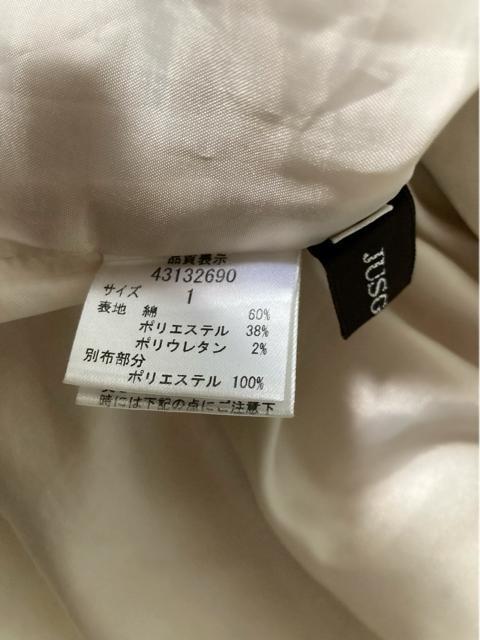 品質表示
43132690
サイズ 1
表地 綿 60%
ポリエステル 38%
ポリウレタン 2%
別布部分
ポリエステル 100%
時には下記の点にご注意下
JUSG